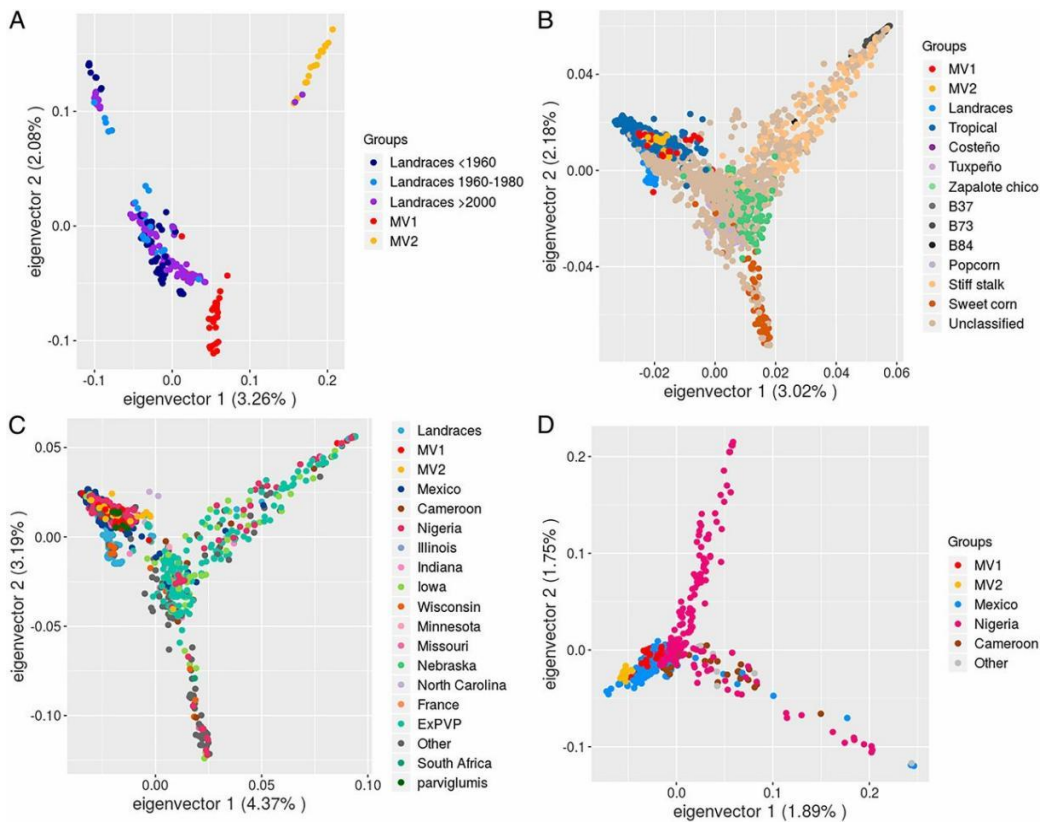 A
eigenvector 2 (2.08%)
0.1
0.0
-0.1
-0.1
0.0
0.1
0.2
eigenvector 1 (3.26% )
Groups
Landraces <1960
Landraces 1960-1980
Landraces >2000
MV1
MV2
B
eigenvector 2 (2.18%)
0.04
0.00
-0.04
-0.02
0.00
0.02
0.04
0.06
eigenvector 1 (3.02% )
Groups
MV1
MV2
Landraces
Tropical
Costeño
Tuxpeño
Zapalote chico
B37
B73
B84
Popcorn
Stiff stalk
Sweet corn
Unclassified
C
eigenvector 2 (3.19%)
0.05
0.00
-0.05
-0.10
0.00
0.05
0.10
eigenvector 1 (4.37% )
Landraces
MV1
MV2
Mexico
Cameroon
Nigeria
Illinois
Indiana
Iowa
Wisconsin
Minnesota
Missouri
Nebraska
North Carolina
France
ExPVP
Other
South Africa
parviglumis
D
eigenvector 2 (1.75%)
0.2
0.1
0.0
-0.1
0.0
0.1
0.2
eigenvector 1 (1.89% )
Groups
MV1
MV2
Mexico
Nigeria
Cameroon
Other